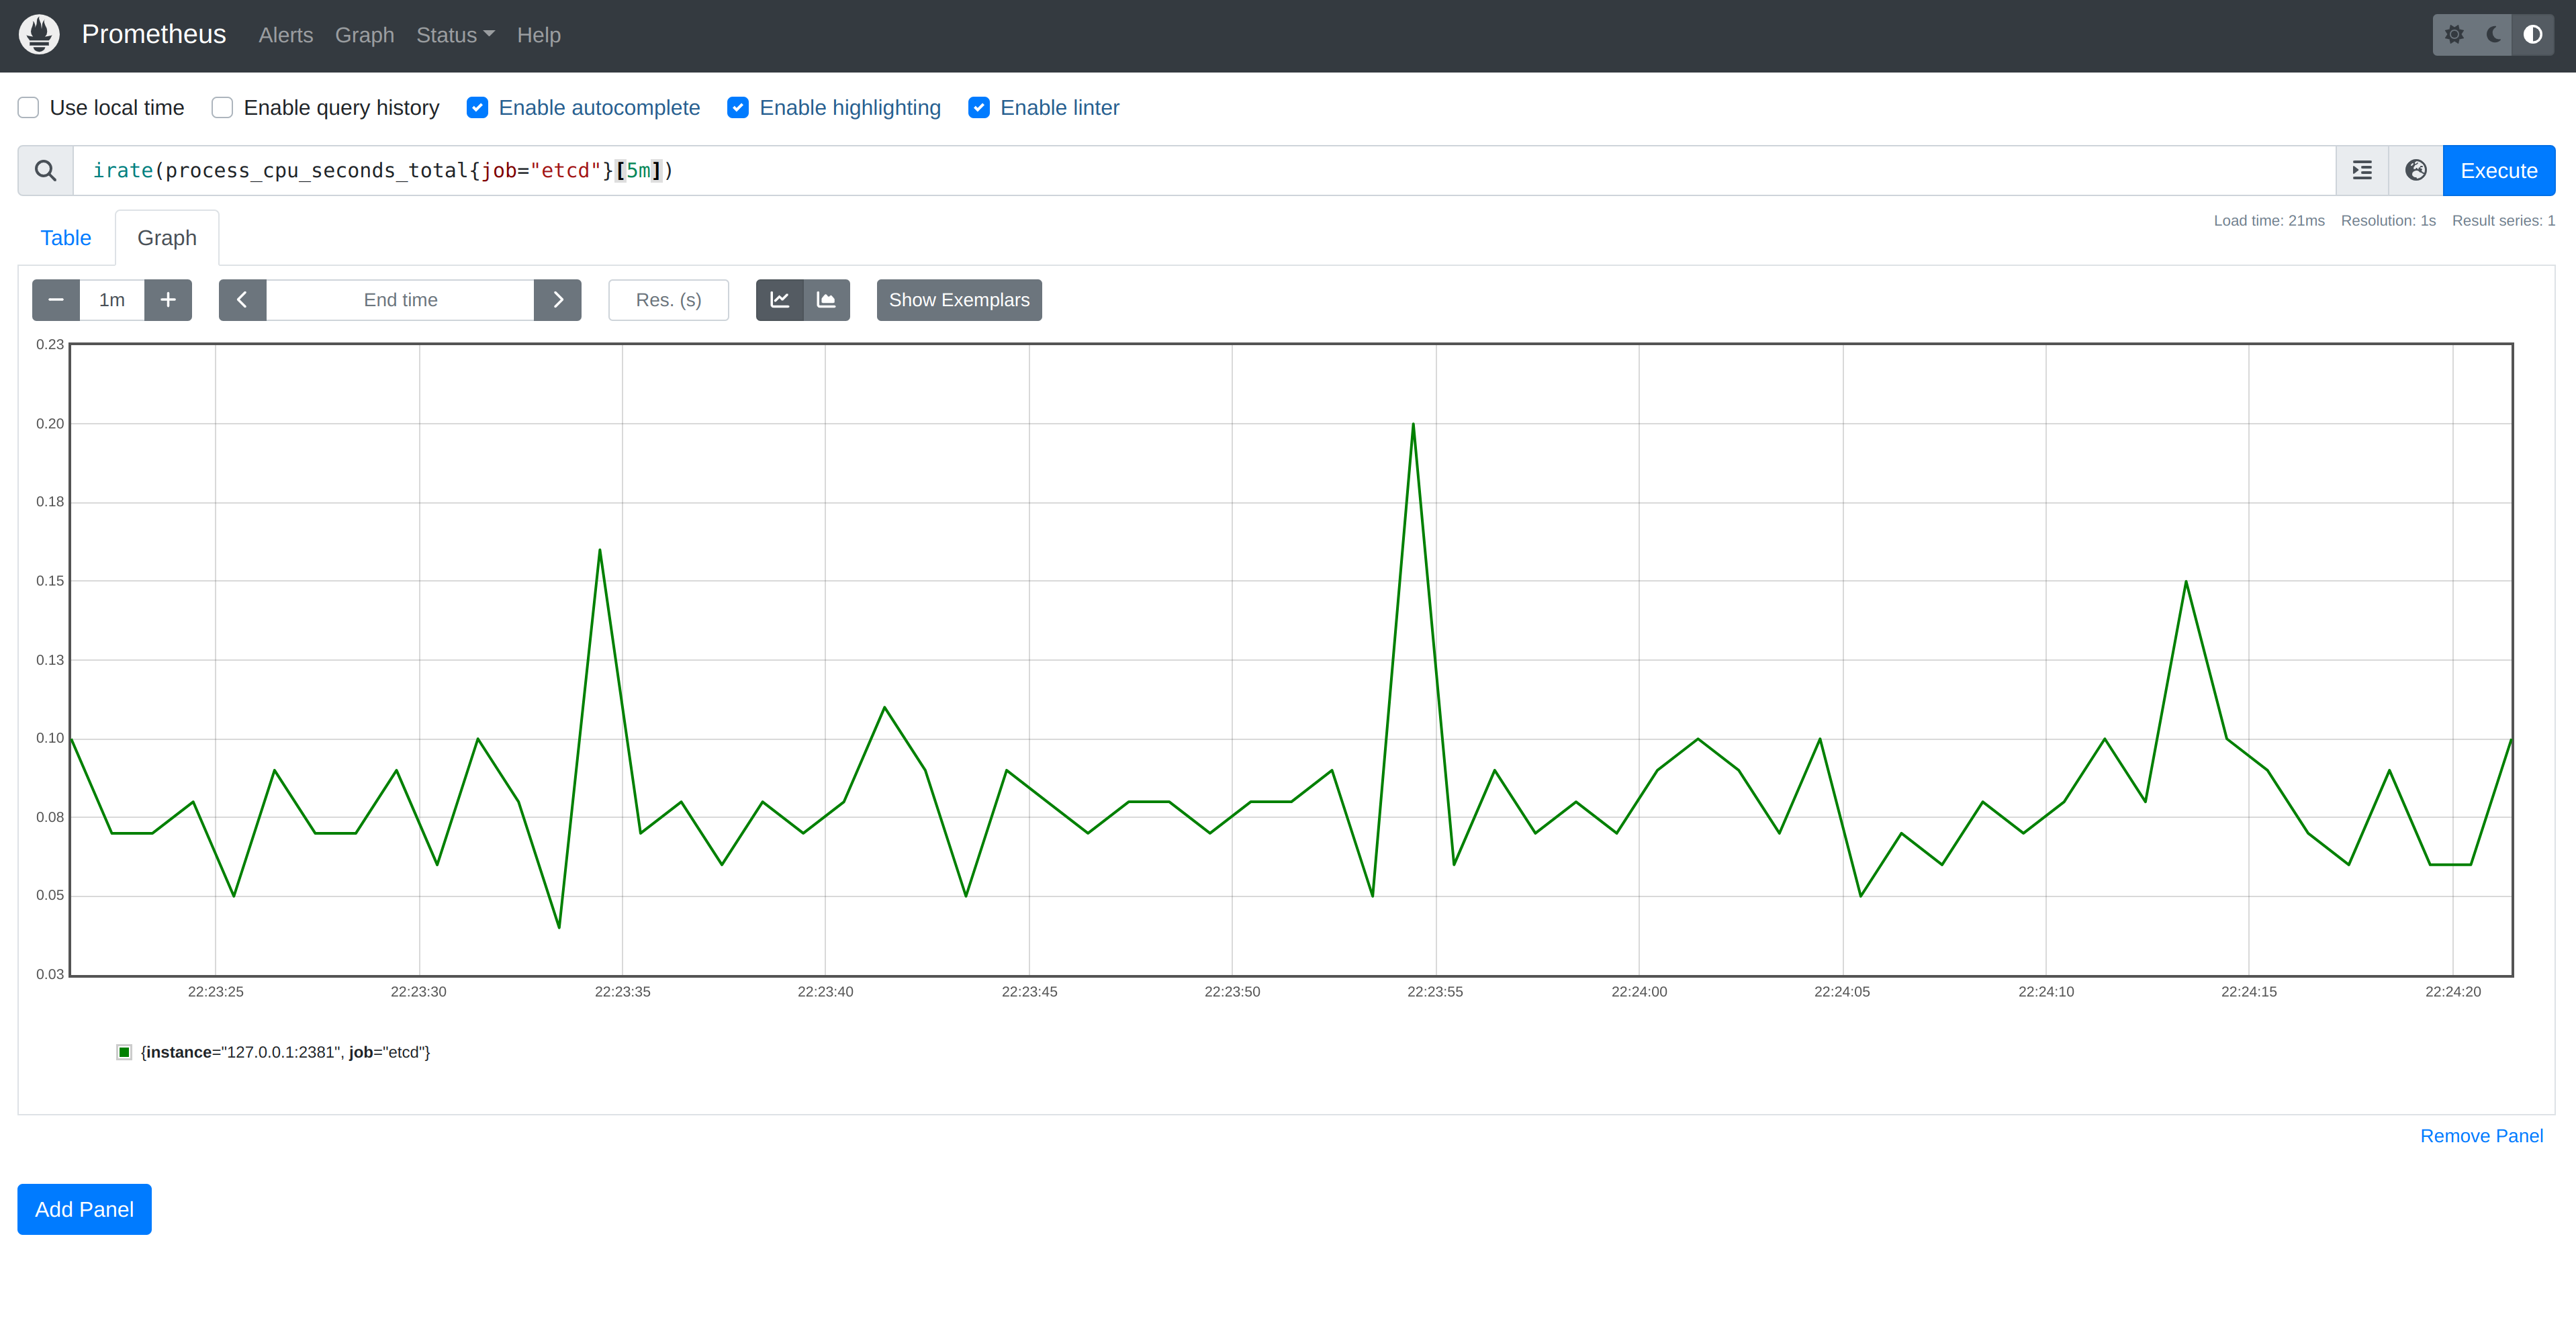 Prometheus Alerts Graph Status Help
Use local time Enable query history Enable autocomplete Enable highlighting Enable linter
irate(process_cpu_seconds_total{job="etcd"}[5m]) Execute
Table Graph Load time: 21ms Resolution: 1s Result series: 1
1m End time Res. (s) Show Exemplars
0.23
0.20
0.18
0.15
0.13
0.10
0.08
0.05
0.03
22:23:25 22:23:30 22:23:35 22:23:40 22:23:45 22:23:50 22:23:55 22:24:00 22:24:05 22:24:10 22:24:15 22:24:20
{instance="127.0.0.1:2381", job="etcd"}
Remove Panel
Add Panel